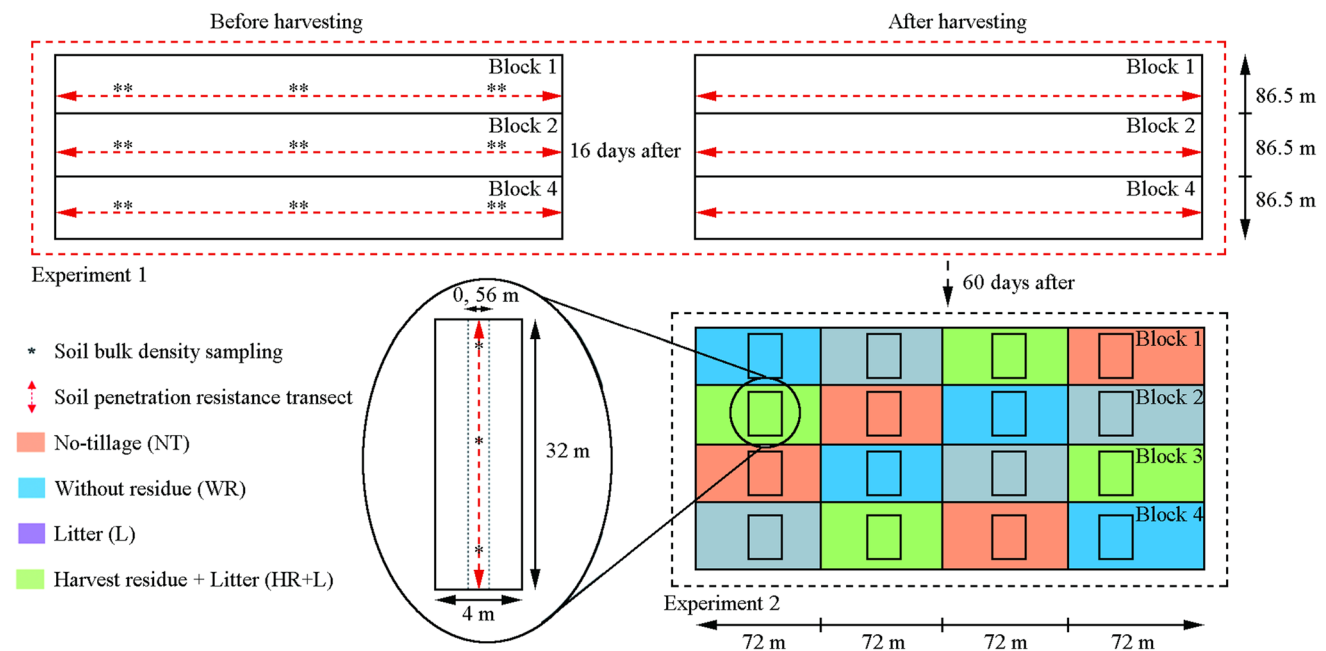 Before harvesting
After harvesting
Block 1
**
**
**
Block 2
**
**
**
Block 4
**
**
**
16 days after
Block 1
Block 2
Block 4
86.5 m
86.5 m
86.5 m
Experiment 1
60 days after
0, 56 m
*
*
*
32 m
4 m
* Soil bulk density sampling
Soil penetration resistance transect
No-tillage (NT)
Without residue (WR)
Litter (L)
Harvest residue + Litter (HR+L)
Block 1
Block 2
Block 3
Block 4
Experiment 2
72 m
72 m
72 m
72 m